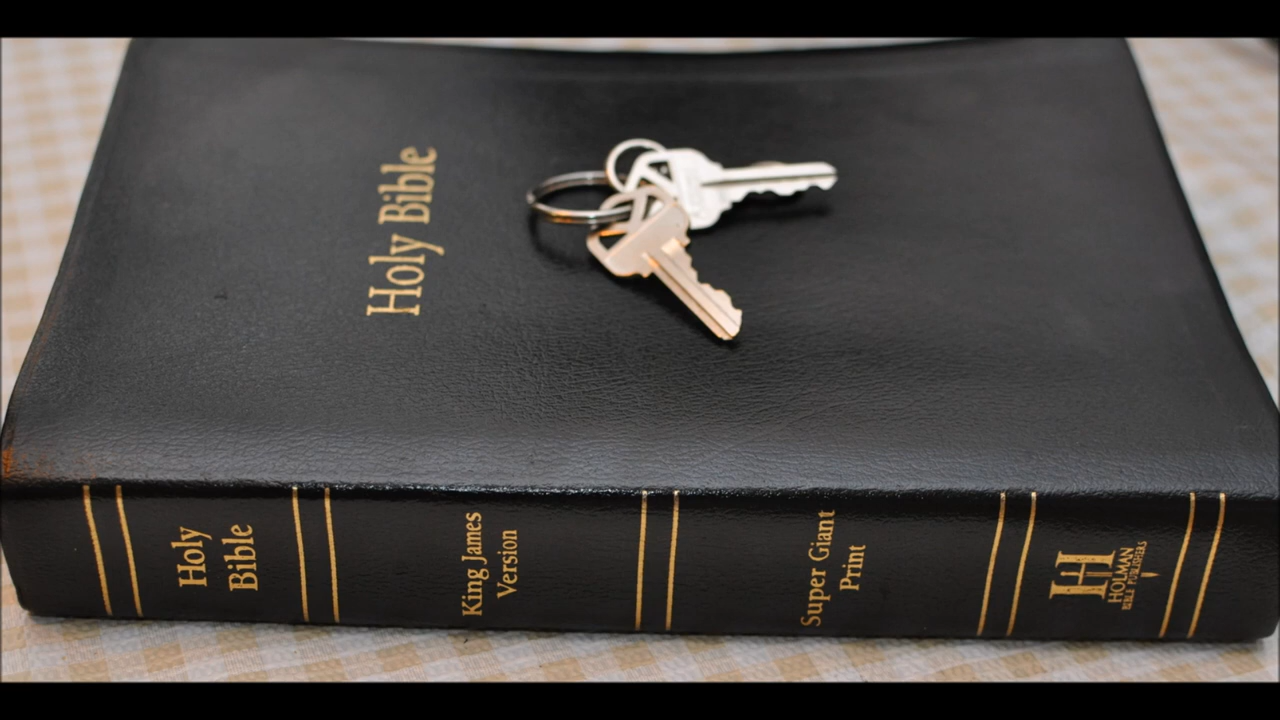 Holy Bible
Holy
Bible
King James
Version
Super Giant
Print
HOLMAN
BIBLE PUBLISHERS